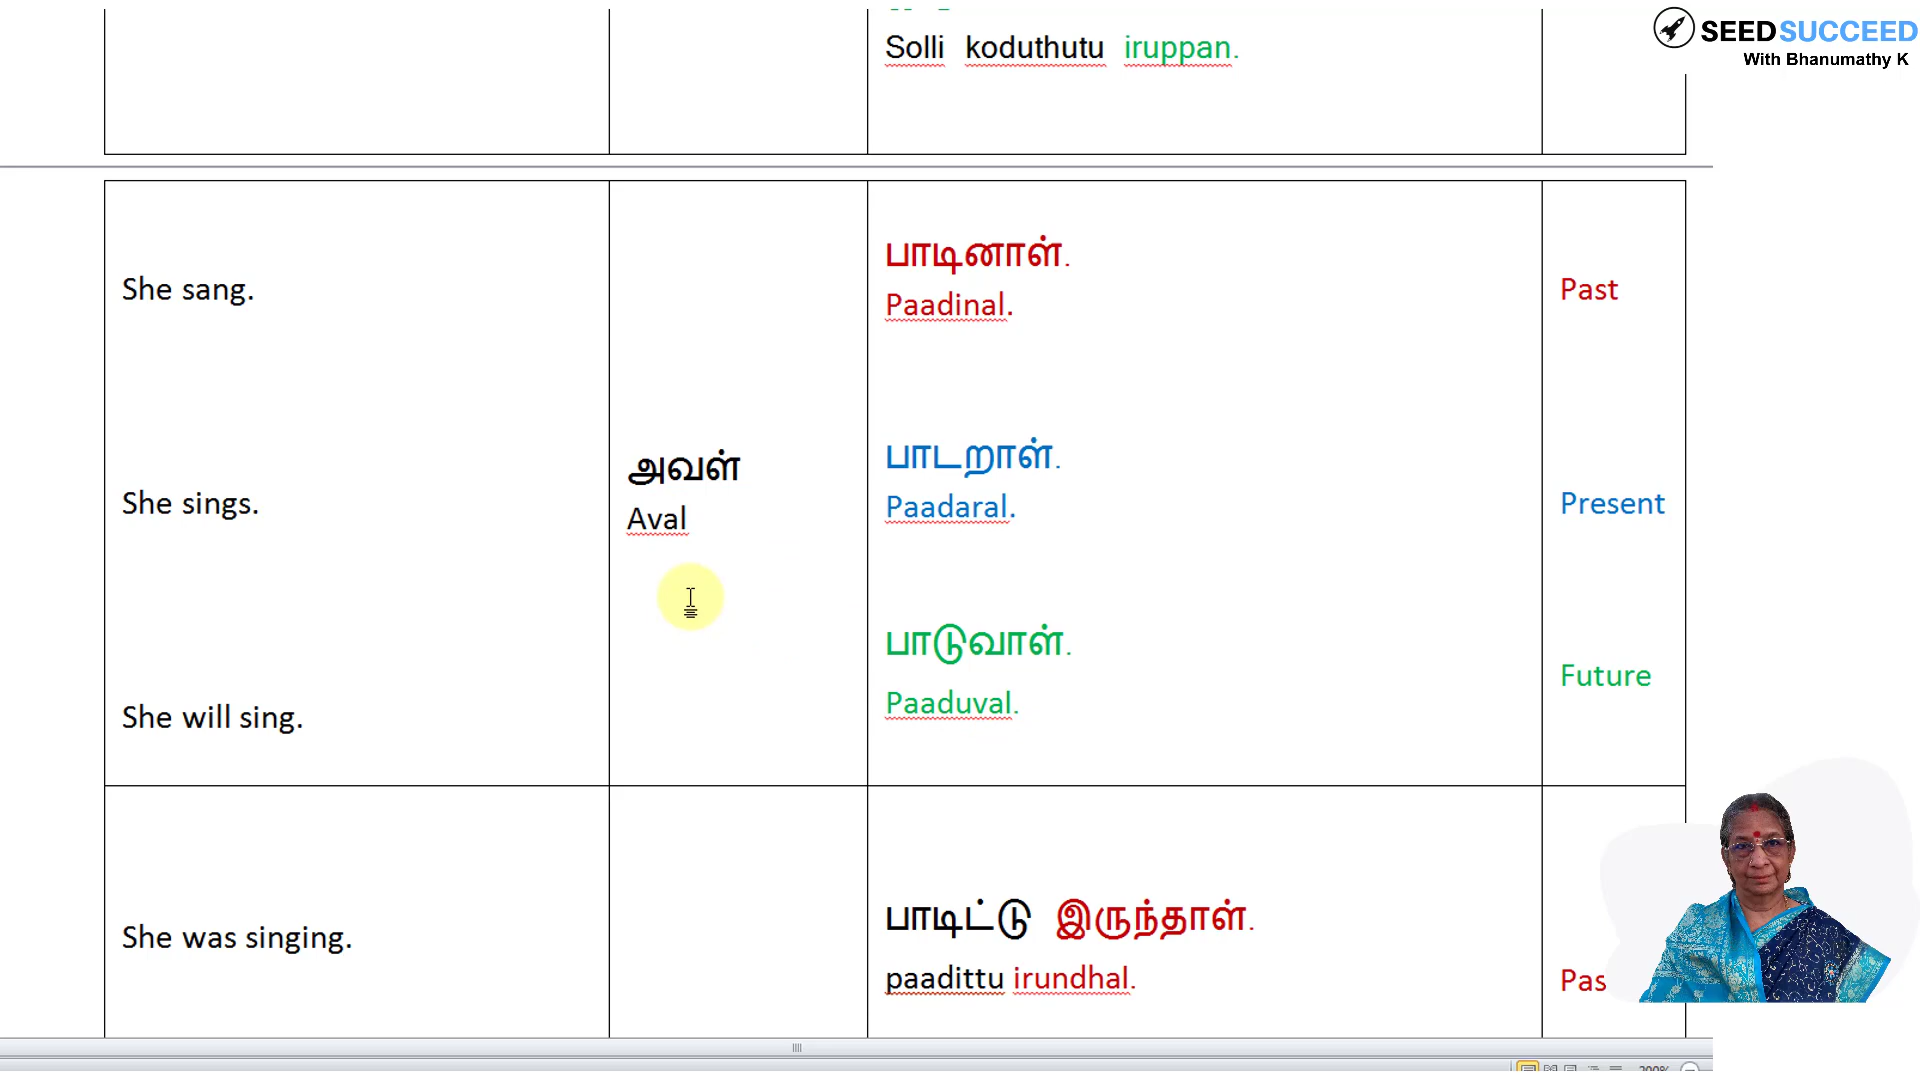 SEEDSUCCEED
With Bhanumathy K
Solli koduthutu iruppan.
She sang.
பாடினாள்.
Paadinal.
Past
She sings.
அவள்
Aval
பாடறாள்.
Paadaral.
Present
She will sing.
பாடுவாள்.
Paaduval.
Future
She was singing.
பாடிட்டு இருந்தாள்.
paadittu irundhal.
Pas